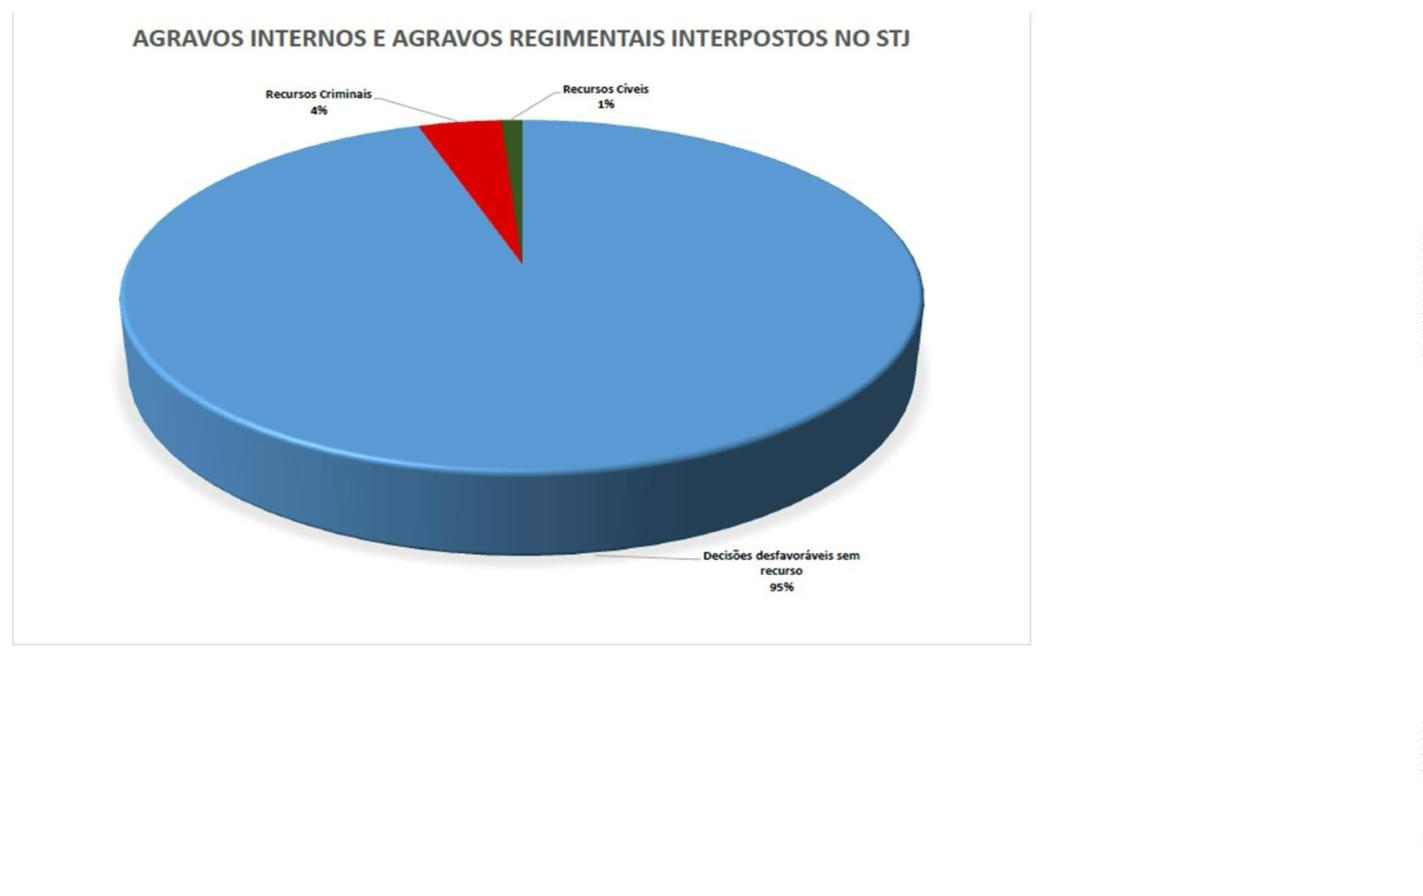 AGRAVOS INTERNOS E AGRAVOS REGIMENTAIS INTERPOSTOS NO STJ
Recursos Criminais
4%
Recursos Cíveis
1%
Decisões desfavoráveis sem
recurso
95%